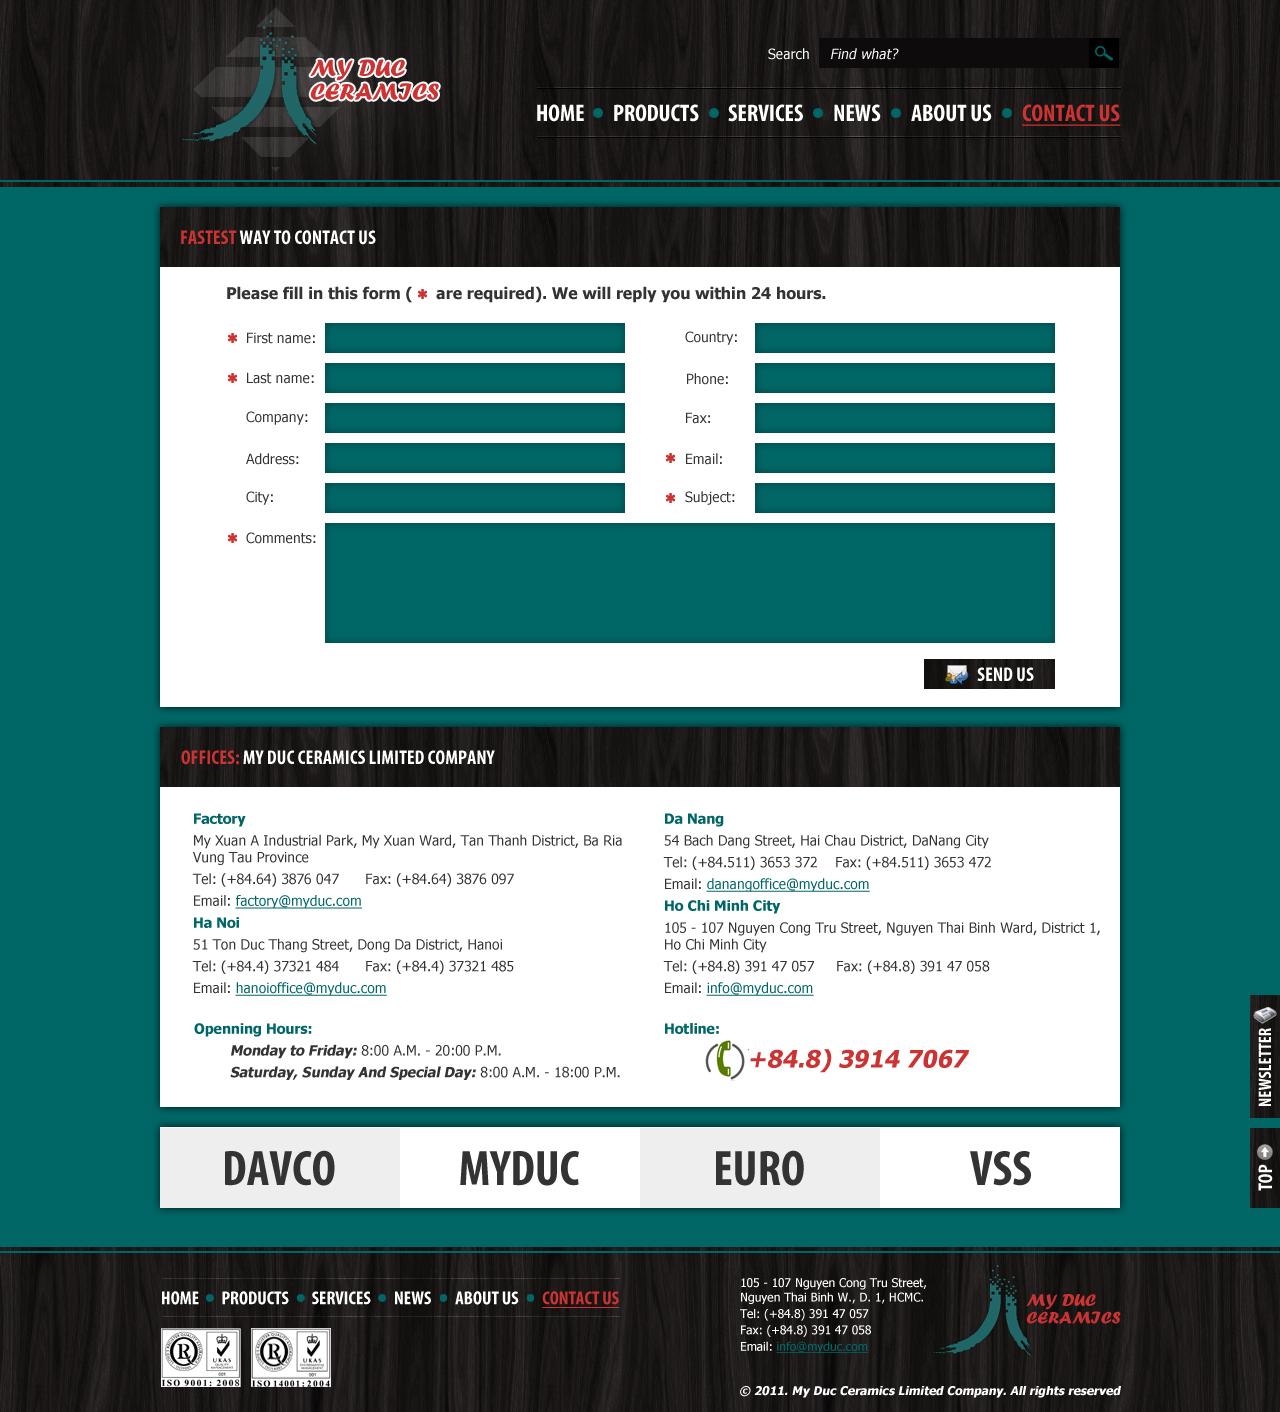 MY DUC
CERAMICS
Search Find what?
HOME PRODUCTS SERVICES NEWS ABOUT US CONTACT US
FASTEST WAY TO CONTACT US
Please fill in this form ( * are required). We will reply you within 24 hours.
* First name:
Country:
* Last name:
Phone:
Company:
Fax:
Address:
* Email:
City:
* Subject:
* Comments:
SEND US
OFFICES: MY DUC CERAMICS LIMITED COMPANY
Factory
My Xuan A Industrial Park, My Xuan Ward, Tan Thanh District, Ba Ria
Vung Tau Province
Tel: (+84.64) 3876 047 Fax: (+84.64) 3876 097
Email: factory@myduc.com
Ha Noi
51 Ton Duc Thang Street, Dong Da District, Hanoi
Tel: (+84.4) 37321 484 Fax: (+84.4) 37321 485
Email: hanoioffice@myduc.com
Da Nang
54 Bach Dang Street, Hai Chau District, DaNang City
Tel: (+84.511) 3653 372 Fax: (+84.511) 3653 472
Email: danangoffice@myduc.com
Ho Chi Minh City
105 - 107 Nguyen Cong Tru Street, Nguyen Thai Binh Ward, District 1,
Ho Chi Minh City
Tel: (+84.8) 391 47 057 Fax: (+84.8) 391 47 058
Email: info@myduc.com
Openning Hours:
Monday to Friday: 8:00 A.M. - 20:00 P.M.
Saturday, Sunday And Special Day: 8:00 A.M. - 18:00 P.M.
Hotline:
+84.8) 3914 7067
NEWSLETTER
TOP
DAVCO MYDUC EURO VSS
HOME PRODUCTS SERVICES NEWS ABOUT US CONTACT US
R UKAS
ISO 9001: 2008
R UKAS
ISO 14001:2004
105 - 107 Nguyen Cong Tru Street,
Nguyen Thai Binh W., D. 1, HCMC.
Tel: (+84.8) 391 47 057
Fax: (+84.8) 391 47 058
Email: info@myduc.com
MY DUC
CERAMICS
© 2011. My Duc Ceramics Limited Company. All rights reserved